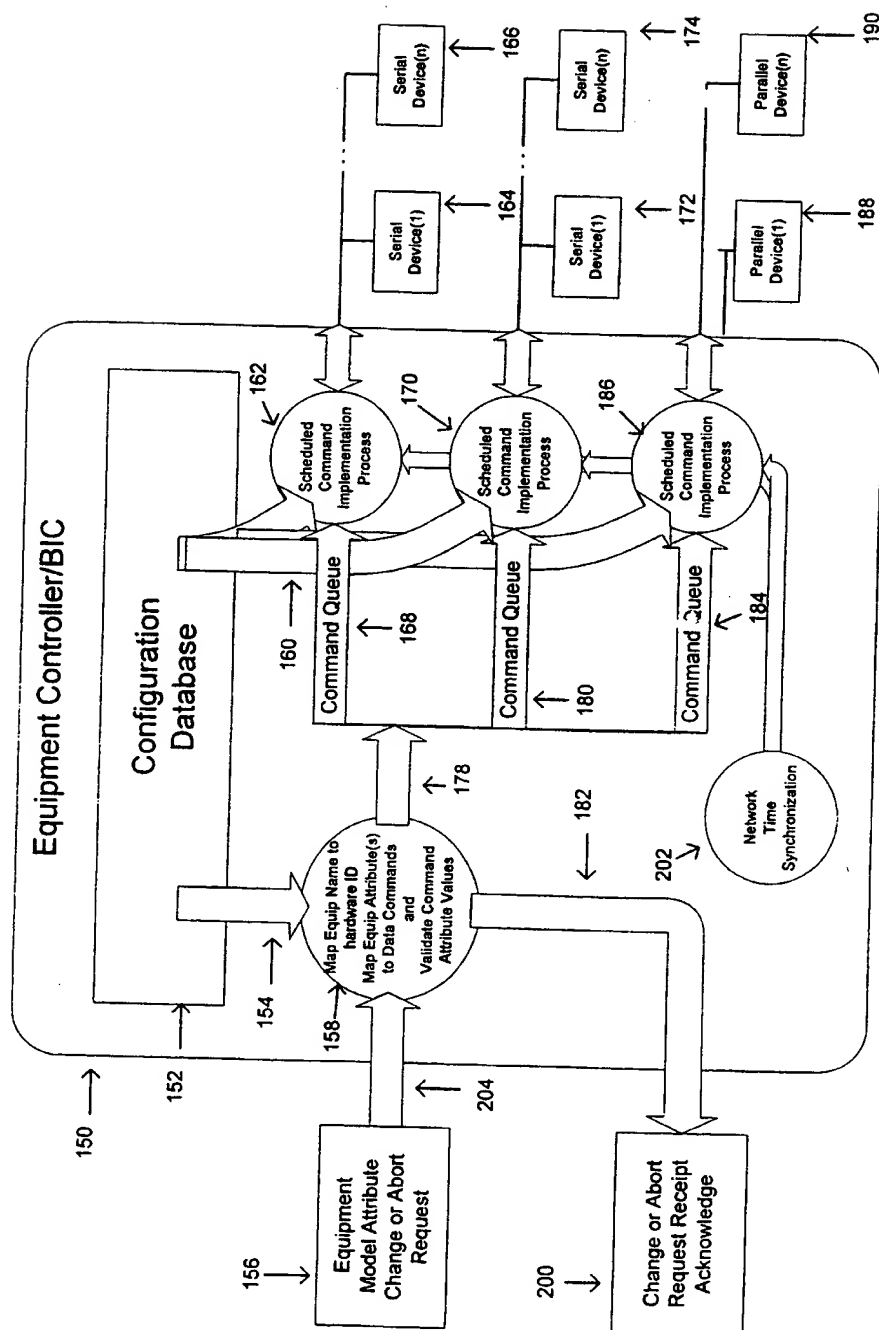 Equipment Controller/BIC
150
152
Configuration
Database
154
156
Equipment
Model Attribute
Change or Abort
Request
204
158
Map Equip Name to
hardware ID
Map Equip Attribute(s)
to Data Commands
and
Validate Command
Attribute Values
178
182
200
Change or Abort
Request Receipt
Acknowledge
160
Command Queue
168
Command Queue
180
Command Queue
184
162
Scheduled
Command
Implementation
Process
170
Scheduled
Command
Implementation
Process
186
Scheduled
Command
Implementation
Process
202
Network
Time
Synchronization
Serial
Device(1)
164
Serial
Device(n)
166
Serial
Device(1)
172
Serial
Device(n)
174
Parallel
Device(1)
188
Parallel
Device(n)
190